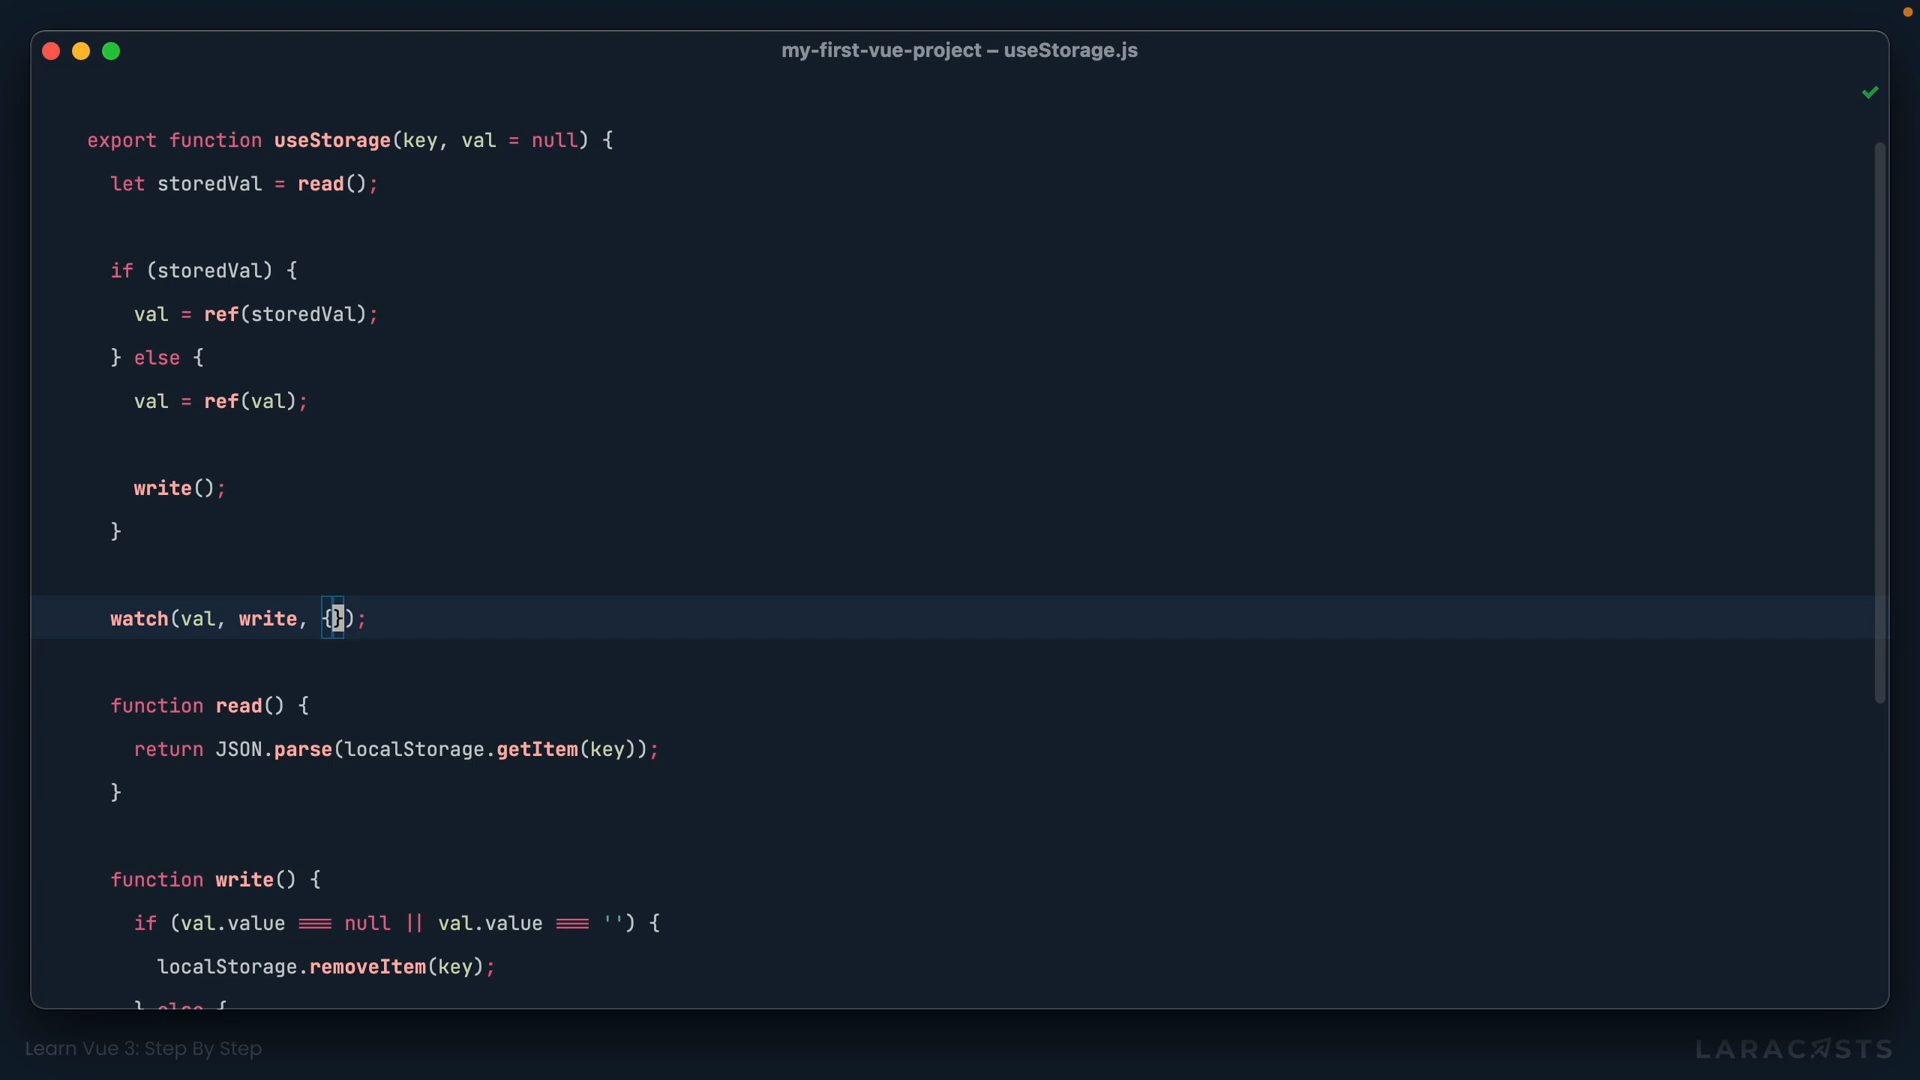 my-first-vue-project – useStorage.js
export function useStorage(key, val = null) {
let storedVal = read();
if (storedVal) {
val = ref(storedVal);
} else {
val = ref(val);
write();
}
watch(val, write, {});
function read() {
return JSON.parse(localStorage.getItem(key));
}
function write() {
if (val.value === null || val.value === '') {
localStorage.removeItem(key);
} else {
Learn Vue 3: Step By Step
LARACASTS